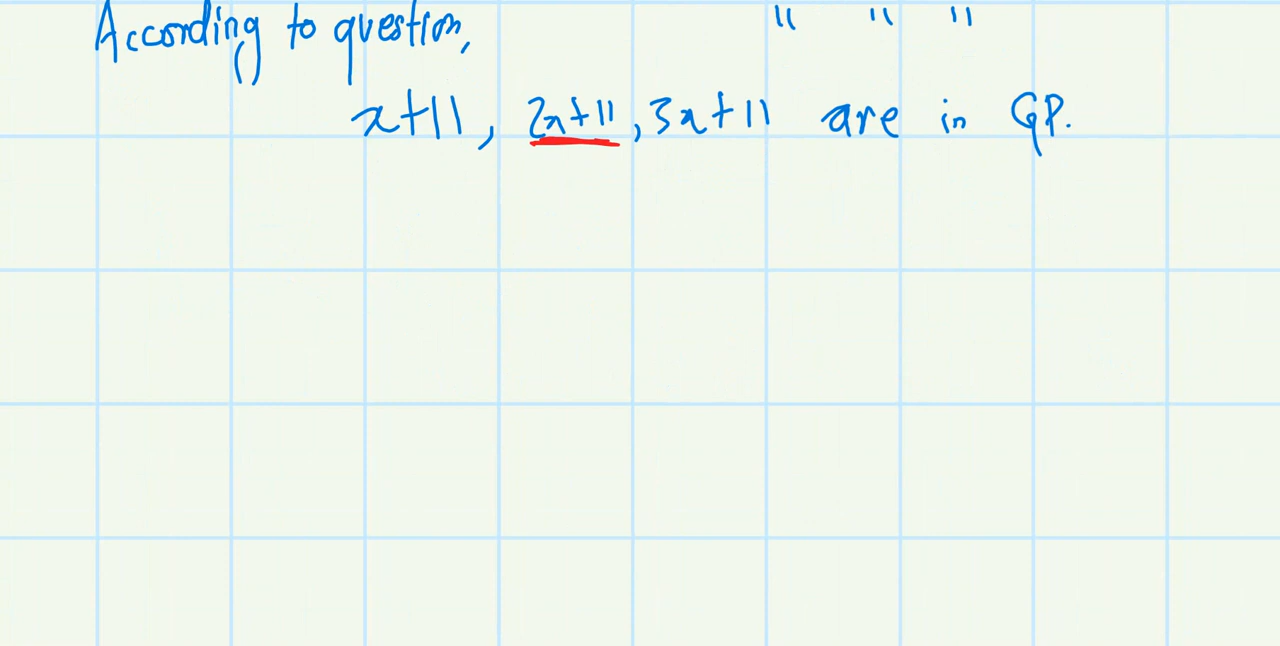 According to question, " " "
x+11, 2x+11, 3x+11 are in GP.